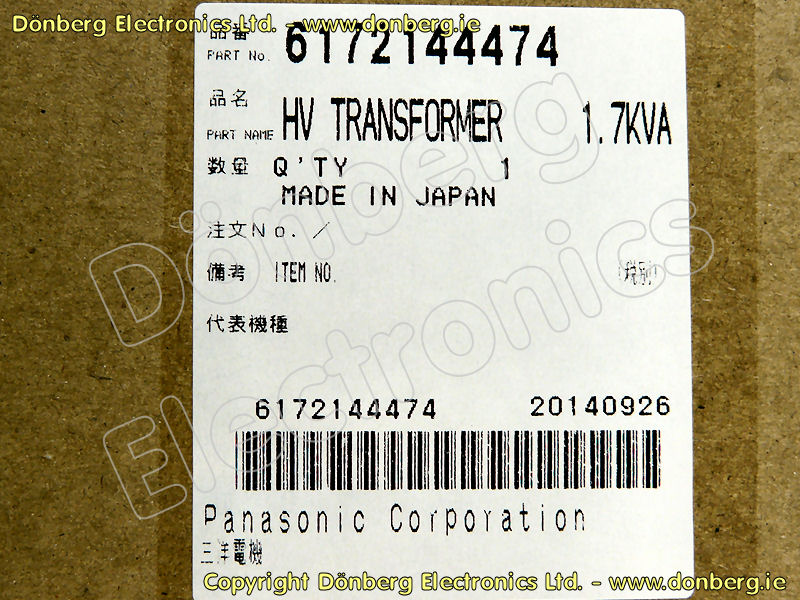 Dönberg Electronics Ltd. - www.donberg.ie
品番
PART No. 6172144474
品名
PART NAME HV TRANSFORMER 1.7KVA
数量 Q'TY 1
MADE IN JAPAN
注文No. /
備考 ITEM NO. (税別)
代表機種
6172144474 20140926
Panasonic Corporation
三洋電機
Dönberg
Electronics
Copyright Dönberg Electronics Ltd. - www.donberg.ie